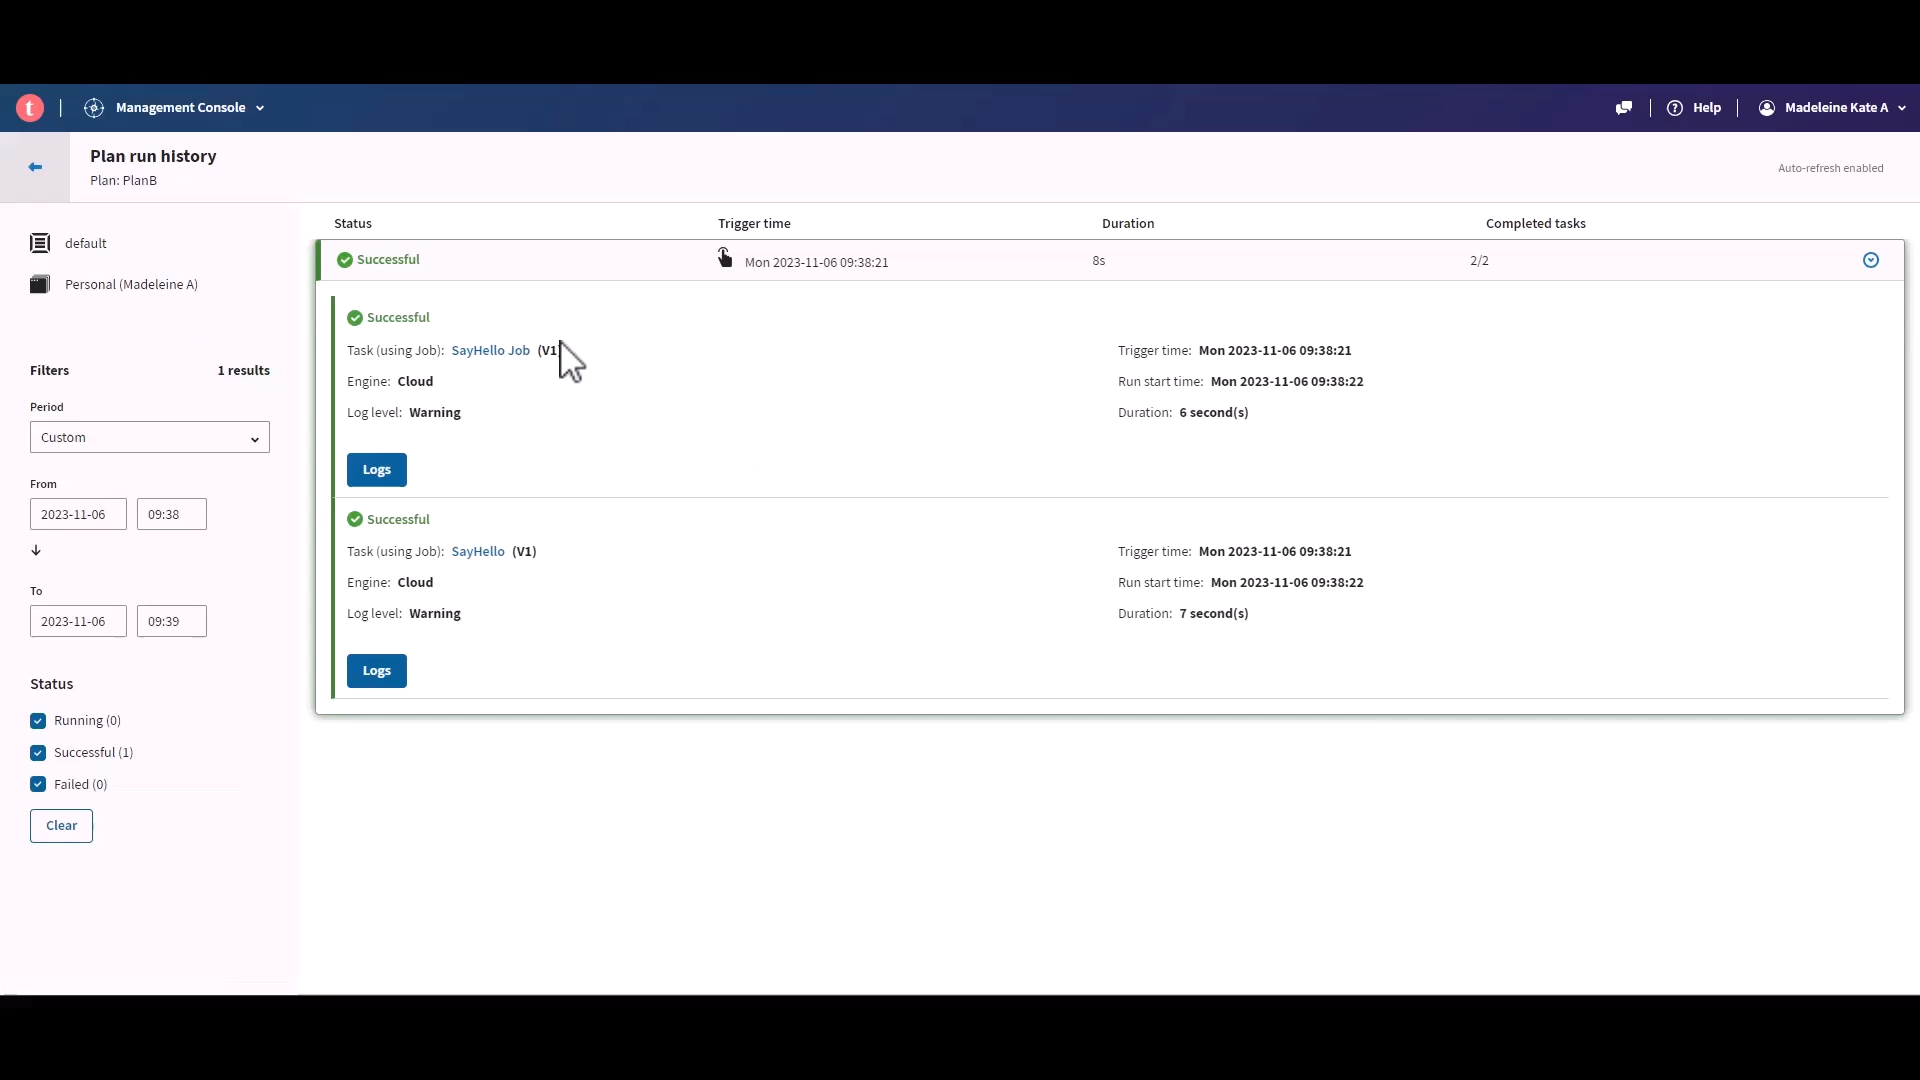 t | Management Console Help Madeleine Kate A
Plan run history
Plan: PlanB
Auto-refresh enabled
default
Personal (Madeleine A)
Filters 1 results
Period
Custom
From
2023-11-06 09:38
To
2023-11-06 09:39
Status
Running (0)
Successful (1)
Failed (0)
Clear
Status Trigger time Duration Completed tasks
Successful Mon 2023-11-06 09:38:21 8s 2/2
Successful
Task (using Job): SayHello Job (V1
Trigger time: Mon 2023-11-06 09:38:21
Engine: Cloud
Run start time: Mon 2023-11-06 09:38:22
Log level: Warning
Duration: 6 second(s)
Logs
Successful
Task (using Job): SayHello (V1)
Trigger time: Mon 2023-11-06 09:38:21
Engine: Cloud
Run start time: Mon 2023-11-06 09:38:22
Log level: Warning
Duration: 7 second(s)
Logs